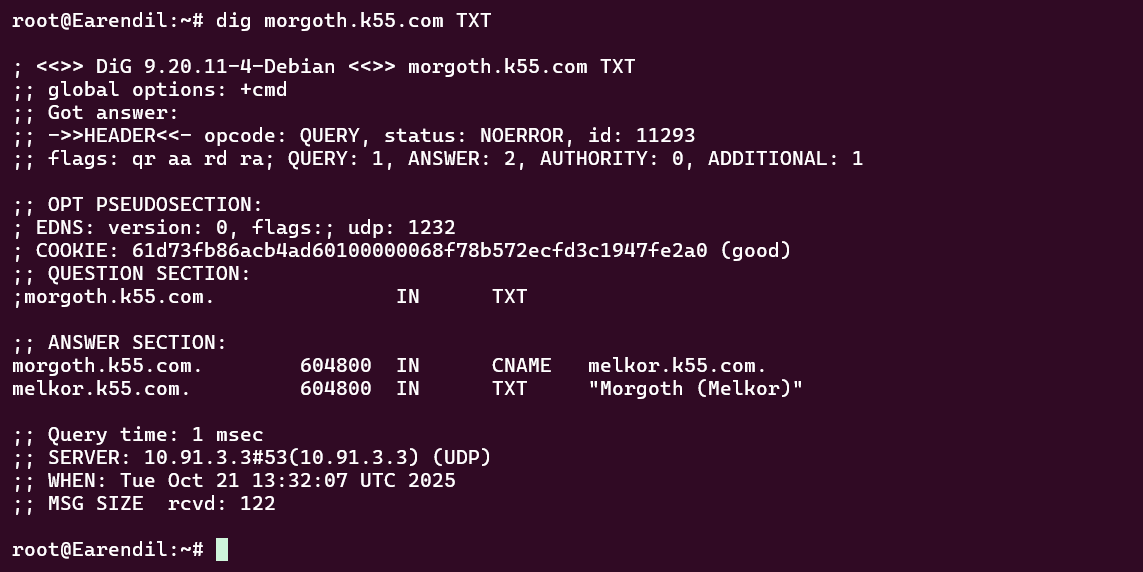 root@Earendil:~# dig morgoth.k55.com TXT

; <<>> DiG 9.20.11-4-Debian <<>> morgoth.k55.com TXT
;; global options: +cmd
;; Got answer:
;; ->>HEADER<<- opcode: QUERY, status: NOERROR, id: 11293
;; flags: qr aa rd ra; QUERY: 1, ANSWER: 2, AUTHORITY: 0, ADDITIONAL: 1

;; OPT PSEUDOSECTION:
; EDNS: version: 0, flags:; udp: 1232
; COOKIE: 61d73fb86acb4ad60100000068f78b572ecfd3c1947fe2a0 (good)
;; QUESTION SECTION:
;morgoth.k55.com.               IN      TXT

;; ANSWER SECTION:
morgoth.k55.com.        604800  IN      CNAME   melkor.k55.com.
melkor.k55.com.         604800  IN      TXT     "Morgoth (Melkor)"

;; Query time: 1 msec
;; SERVER: 10.91.3.3#53(10.91.3.3) (UDP)
;; WHEN: Tue Oct 21 13:32:07 UTC 2025
;; MSG SIZE  rcvd: 122

root@Earendil:~#